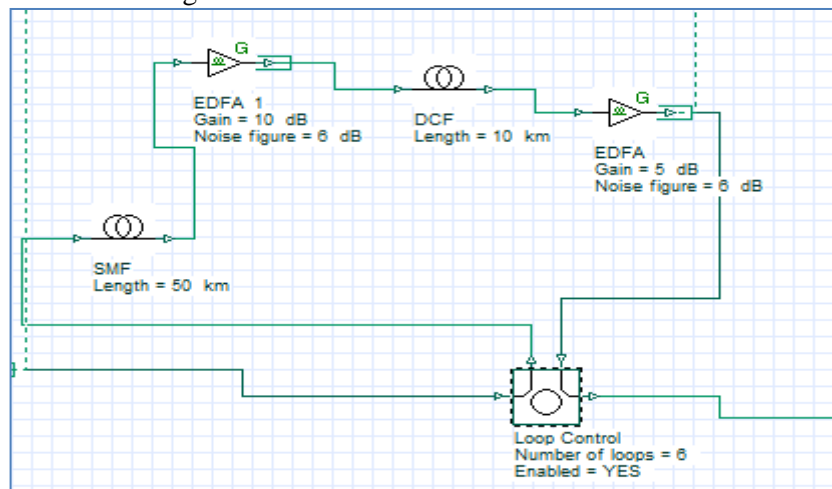 G
EDFA 1
Gain = 10 dB
Noise figure = 6 dB
DCF
Length = 10 km
G
EDFA
Gain = 5 dB
Noise figure = 6 dB
SMF
Length = 50 km
Loop Control
Number of loops = 6
Enabled = YES